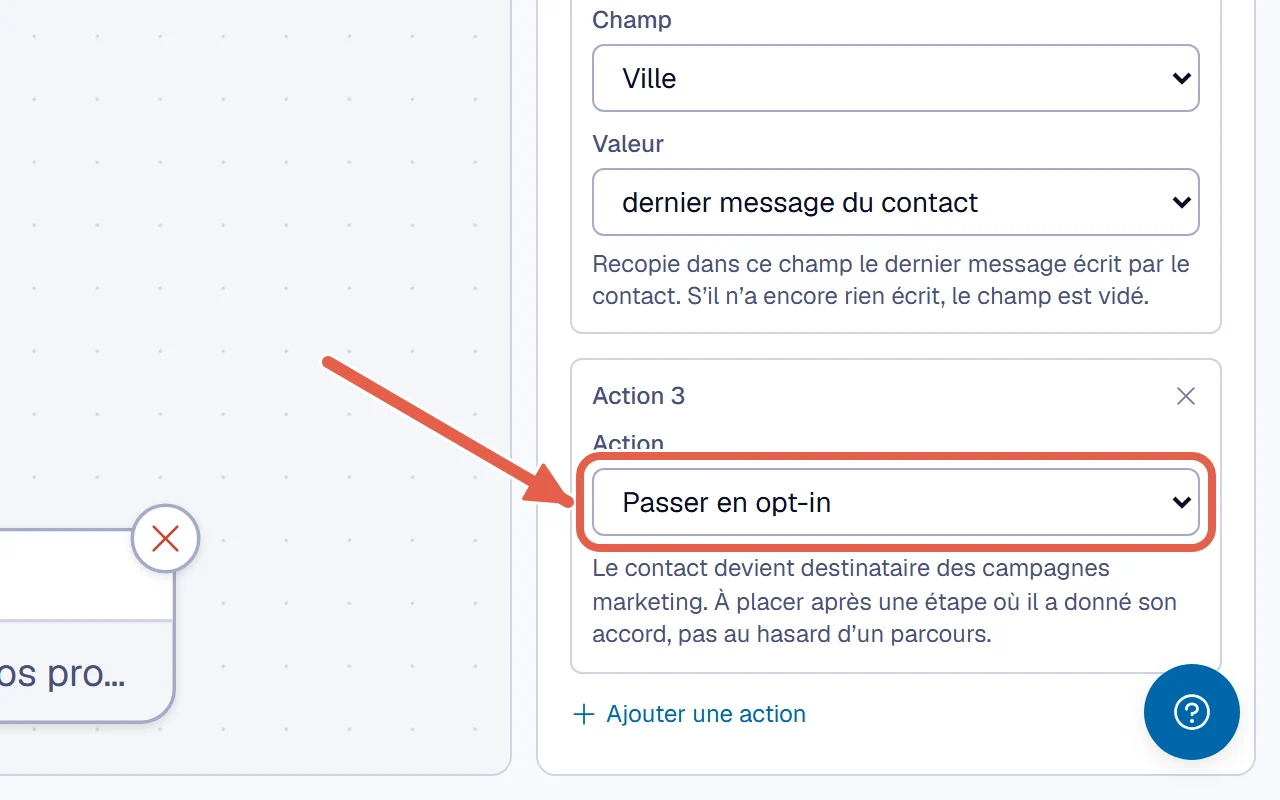 Champ
Ville
Valeur
dernier message du contact
Recopie dans ce champ le dernier message écrit par le
contact. S’il n’a encore rien écrit, le champ est vidé.
Action 3
Action
Passer en opt-in
Le contact devient destinataire des campagnes
marketing. À placer après une étape où il a donné son
accord, pas au hasard d’un parcours.
os pro...
Ajouter une action